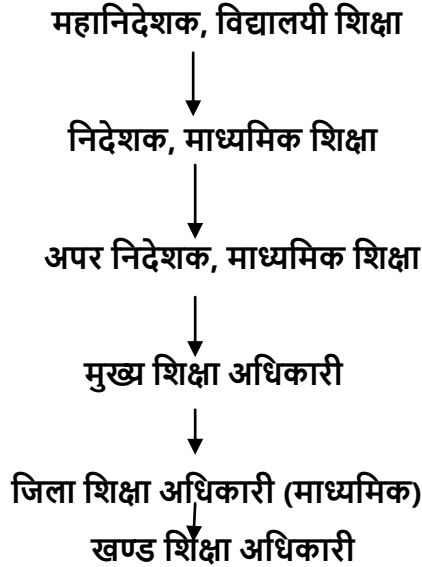 महानिदेशक, विद्यालयी शिक्षा
निदेशक, माध्यमिक शिक्षा
अपर निदेशक, माध्यमिक शिक्षा
मुख्य शिक्षा अधिकारी
जिला शिक्षा अधिकारी (माध्यमिक)
खण्ड शिक्षा अधिकारी